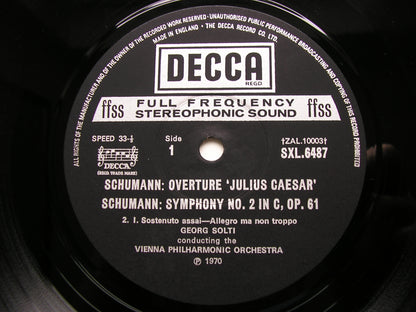 ALL RIGHTS OF THE MANUFACTURER AND OF THE OWNER OF THE RECORDED WORK RESERVED · UNAUTHORISED PUBLIC PERFORMANCE BROADCASTING AND COPYING OF THIS RECORD PROHIBITED
MADE IN ENGLAND · THE DECCA RECORD CO. LTD.
DECCA
REGD
ffss FULL FREQUENCY ffss
STEREOPHONIC SOUND
SPEED 33-⅓
Side
1
†ZAL.10003†
SXL.6487
DECCA
(REGD. TRADE MARK)
SCHUMANN: OVERTURE 'JULIUS CAESAR'
SCHUMANN: SYMPHONY NO. 2 IN C, OP. 61
2. I. Sostenuto assai—Allegro ma non troppo
GEORG SOLTI
conducting the
VIENNA PHILHARMONIC ORCHESTRA
℗ 1970